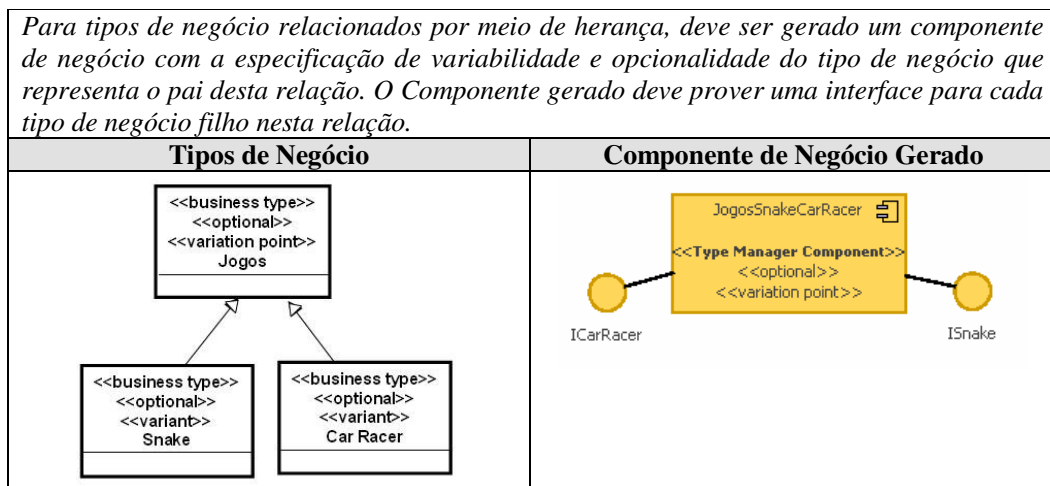 Para tipos de negócio relacionados por meio de herança, deve ser gerado um componente
de negócio com a especificação de variabilidade e opcionalidade do tipo de negócio que
representa o pai desta relação. O Componente gerado deve prover uma interface para cada
tipo de negócio filho nesta relação.
Tipos de Negócio
Componente de Negócio Gerado
<<business type>>
<<optional>>
<<variation point>>
Jogos
<<business type>>
<<optional>>
<<variant>>
Snake
<<business type>>
<<optional>>
<<variant>>
Car Racer
JogosSnakeCarRacer
<<Type Manager Component>>
<<optional>>
<<variation point>>
ICarRacer
ISnake